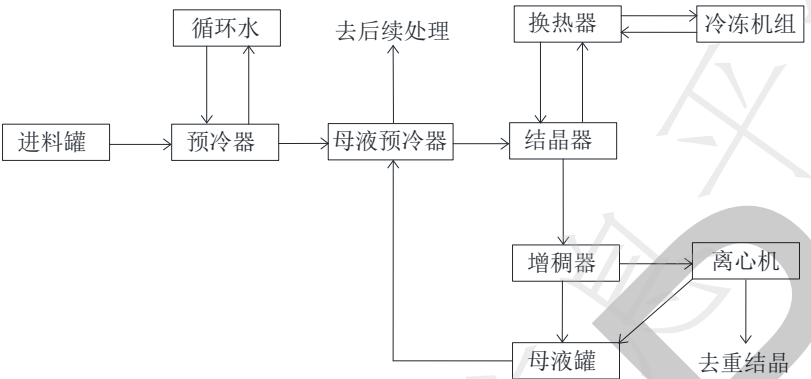 循环水
去后续处理
换热器
冷冻机组
进料罐
预冷器
母液预冷器
结晶器
增稠器
离心机
母液罐
去重结晶